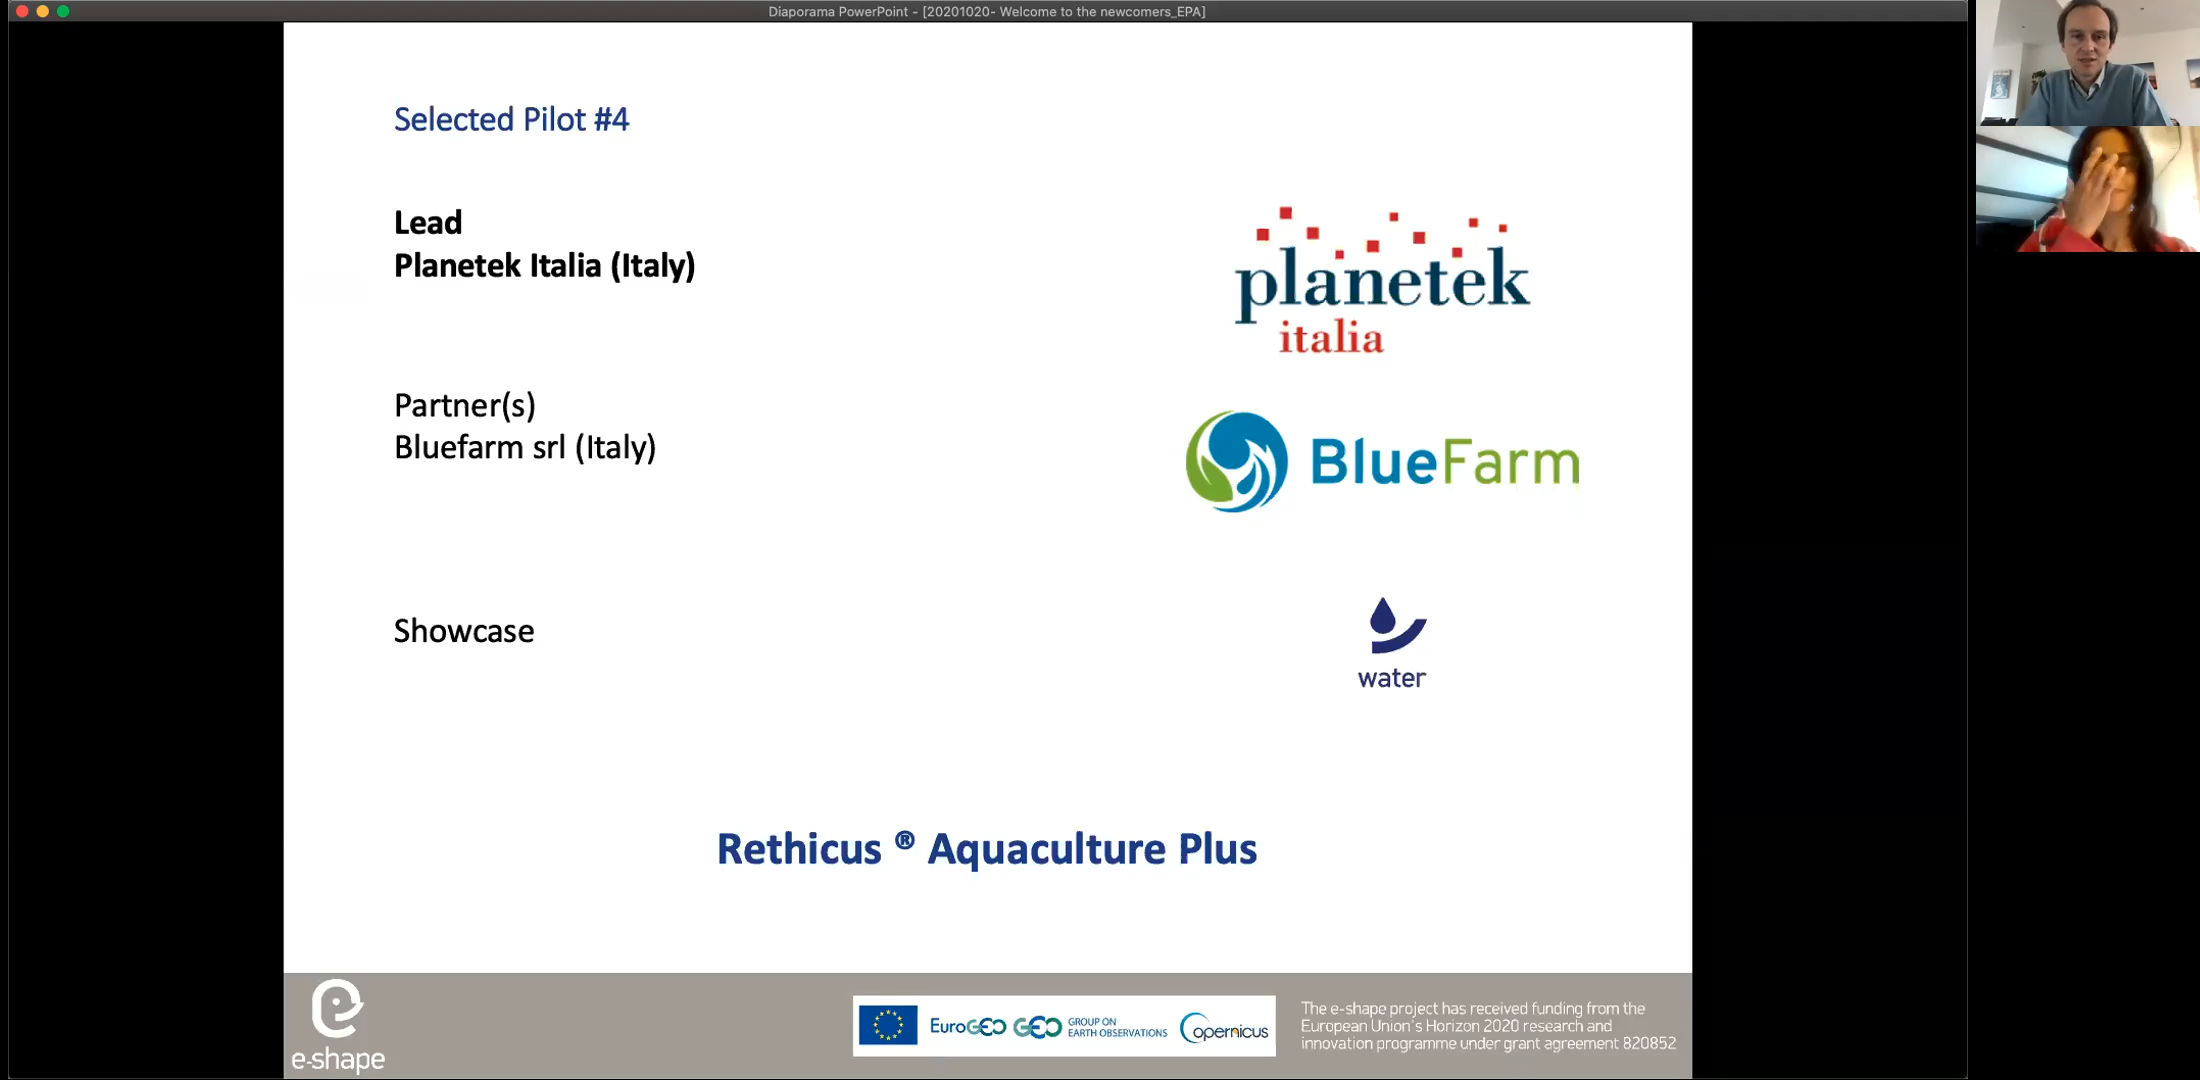 Diaporama PowerPoint - [20201020- Welcome to the newcomers_EPA]
Selected Pilot #4
Lead
Planetek Italia (Italy)
planetek
italia
Partner(s)
Bluefarm srl (Italy)
BlueFarm
Showcase
water
Rethicus ® Aquaculture Plus
e-shape
EuroGEO
GEO
GROUP ON
EARTH OBSERVATIONS
Copernicus
The e-shape project has received funding from the
European Union's Horizon 2020 research and
innovation programme under grant agreement 820852